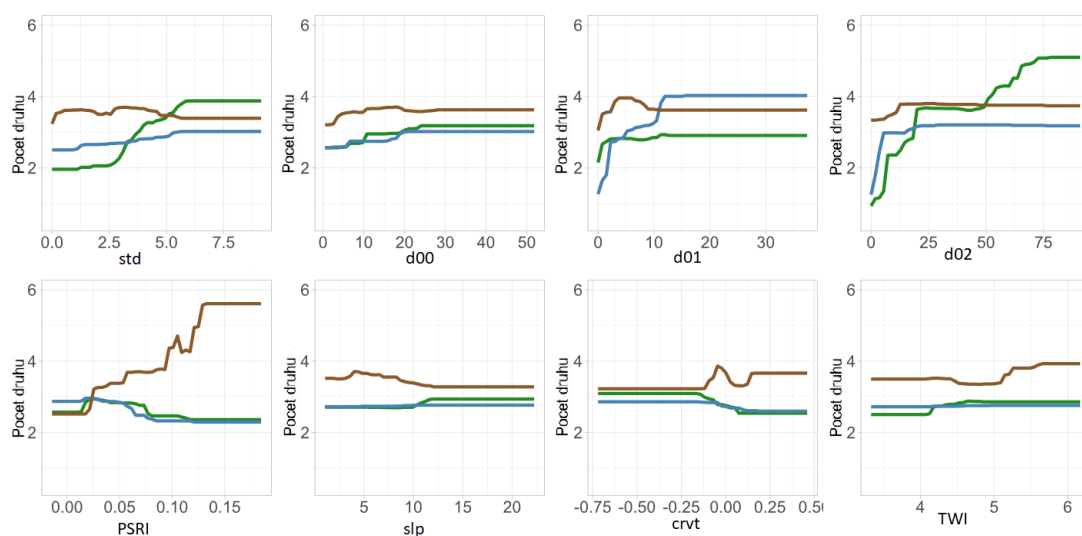 6
4
2
Pocet druhu
0.0 2.5 5.0 7.5
std
6
4
2
Pocet druhu
0 10 20 30 40 50
d00
6
4
2
Pocet druhu
0 10 20 30
d01
6
4
2
Pocet druhu
0 25 50 75
d02
6
4
2
Pocet druhu
0.00 0.05 0.10 0.15
PSRI
6
4
2
Pocet druhu
5 10 15 20
slp
6
4
2
Pocet druhu
-0.75 -0.50 -0.25 0.00 0.25
crvt
6
4
2
Pocet druhu
4 5 6
TWI